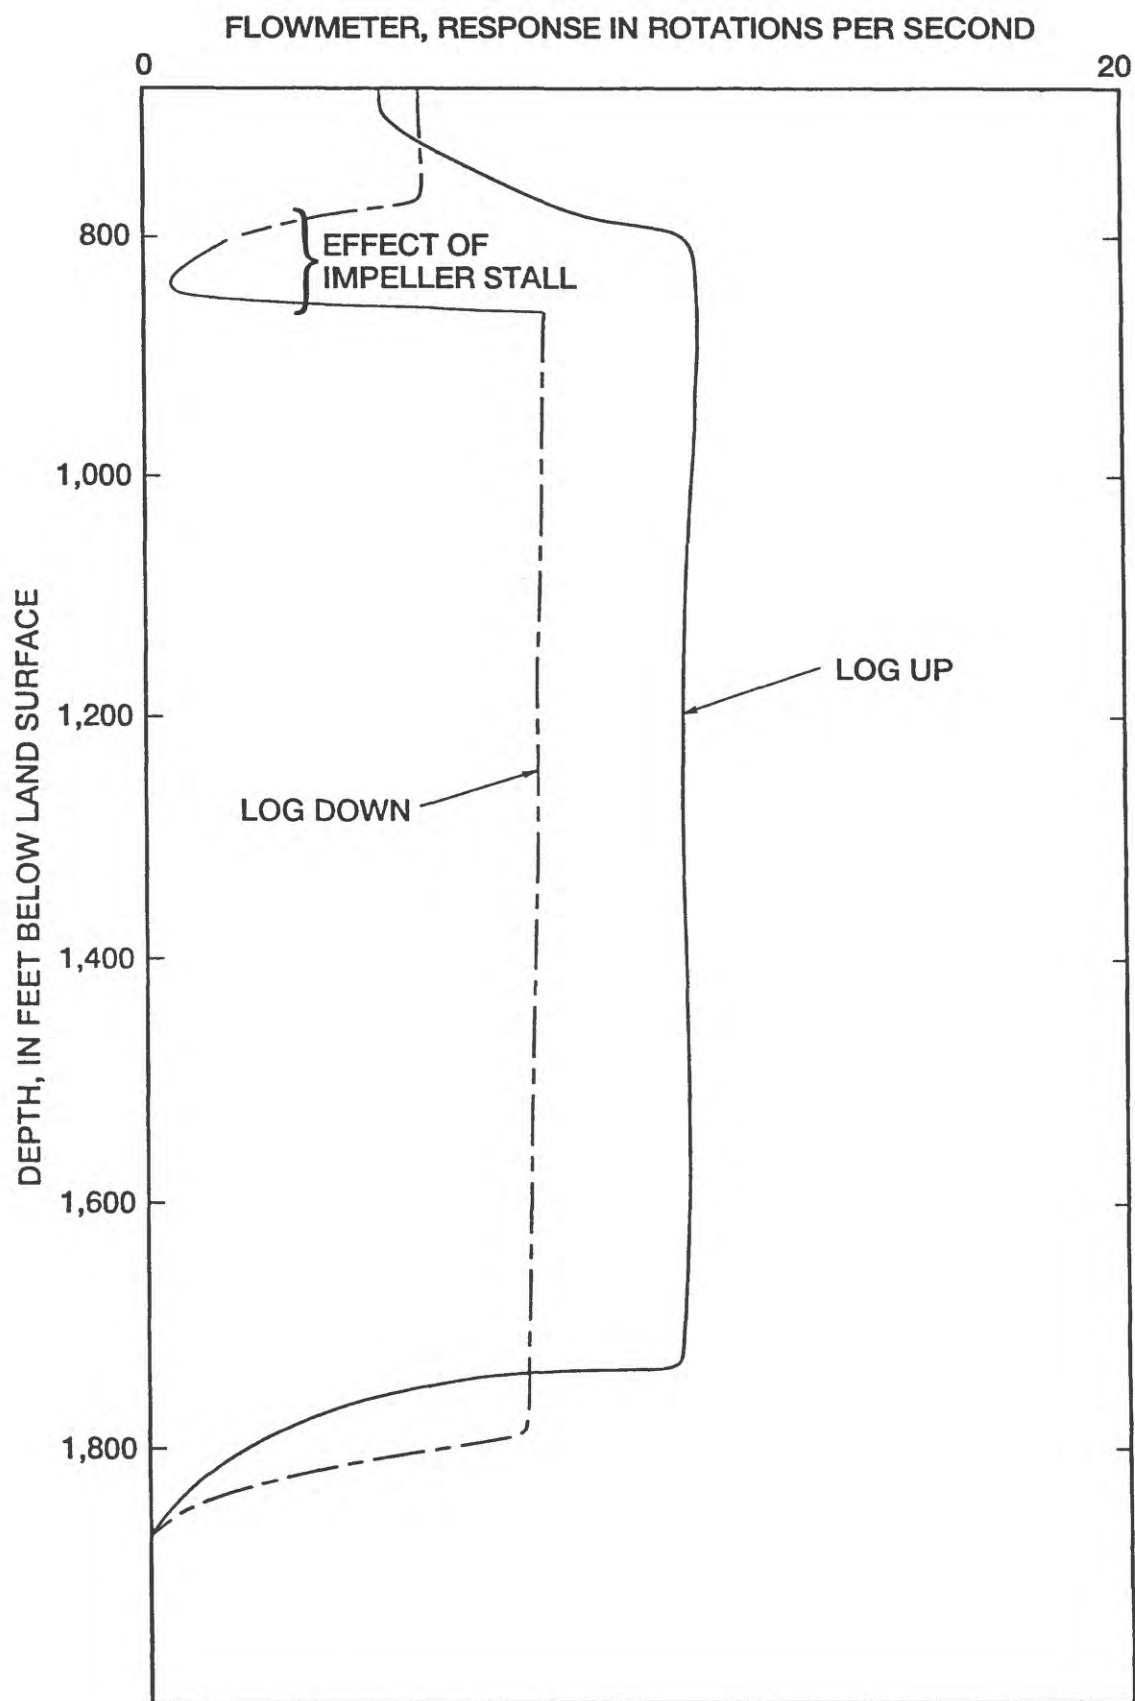 FLOWMETER, RESPONSE IN ROTATIONS PER SECOND
0
20
800
EFFECT OF
IMPELLER STALL
1,000
DEPTH, IN FEET BELOW LAND SURFACE
LOG UP
1,200
LOG DOWN
1,400
1,600
1,800